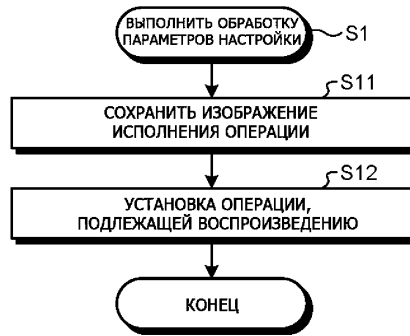 ВЫПОЛНИТЬ ОБРАБОТКУ
ПАРАМЕТРОВ НАСТРОЙКИ
S1
S11
СОХРАНИТЬ ИЗОБРАЖЕНИЕ
ИСПОЛНЕНИЯ ОПЕРАЦИИ
S12
УСТАНОВКА ОПЕРАЦИИ,
ПОДЛЕЖАЩЕЙ ВОСПРОИЗВЕДЕНИЮ
КОНЕЦ